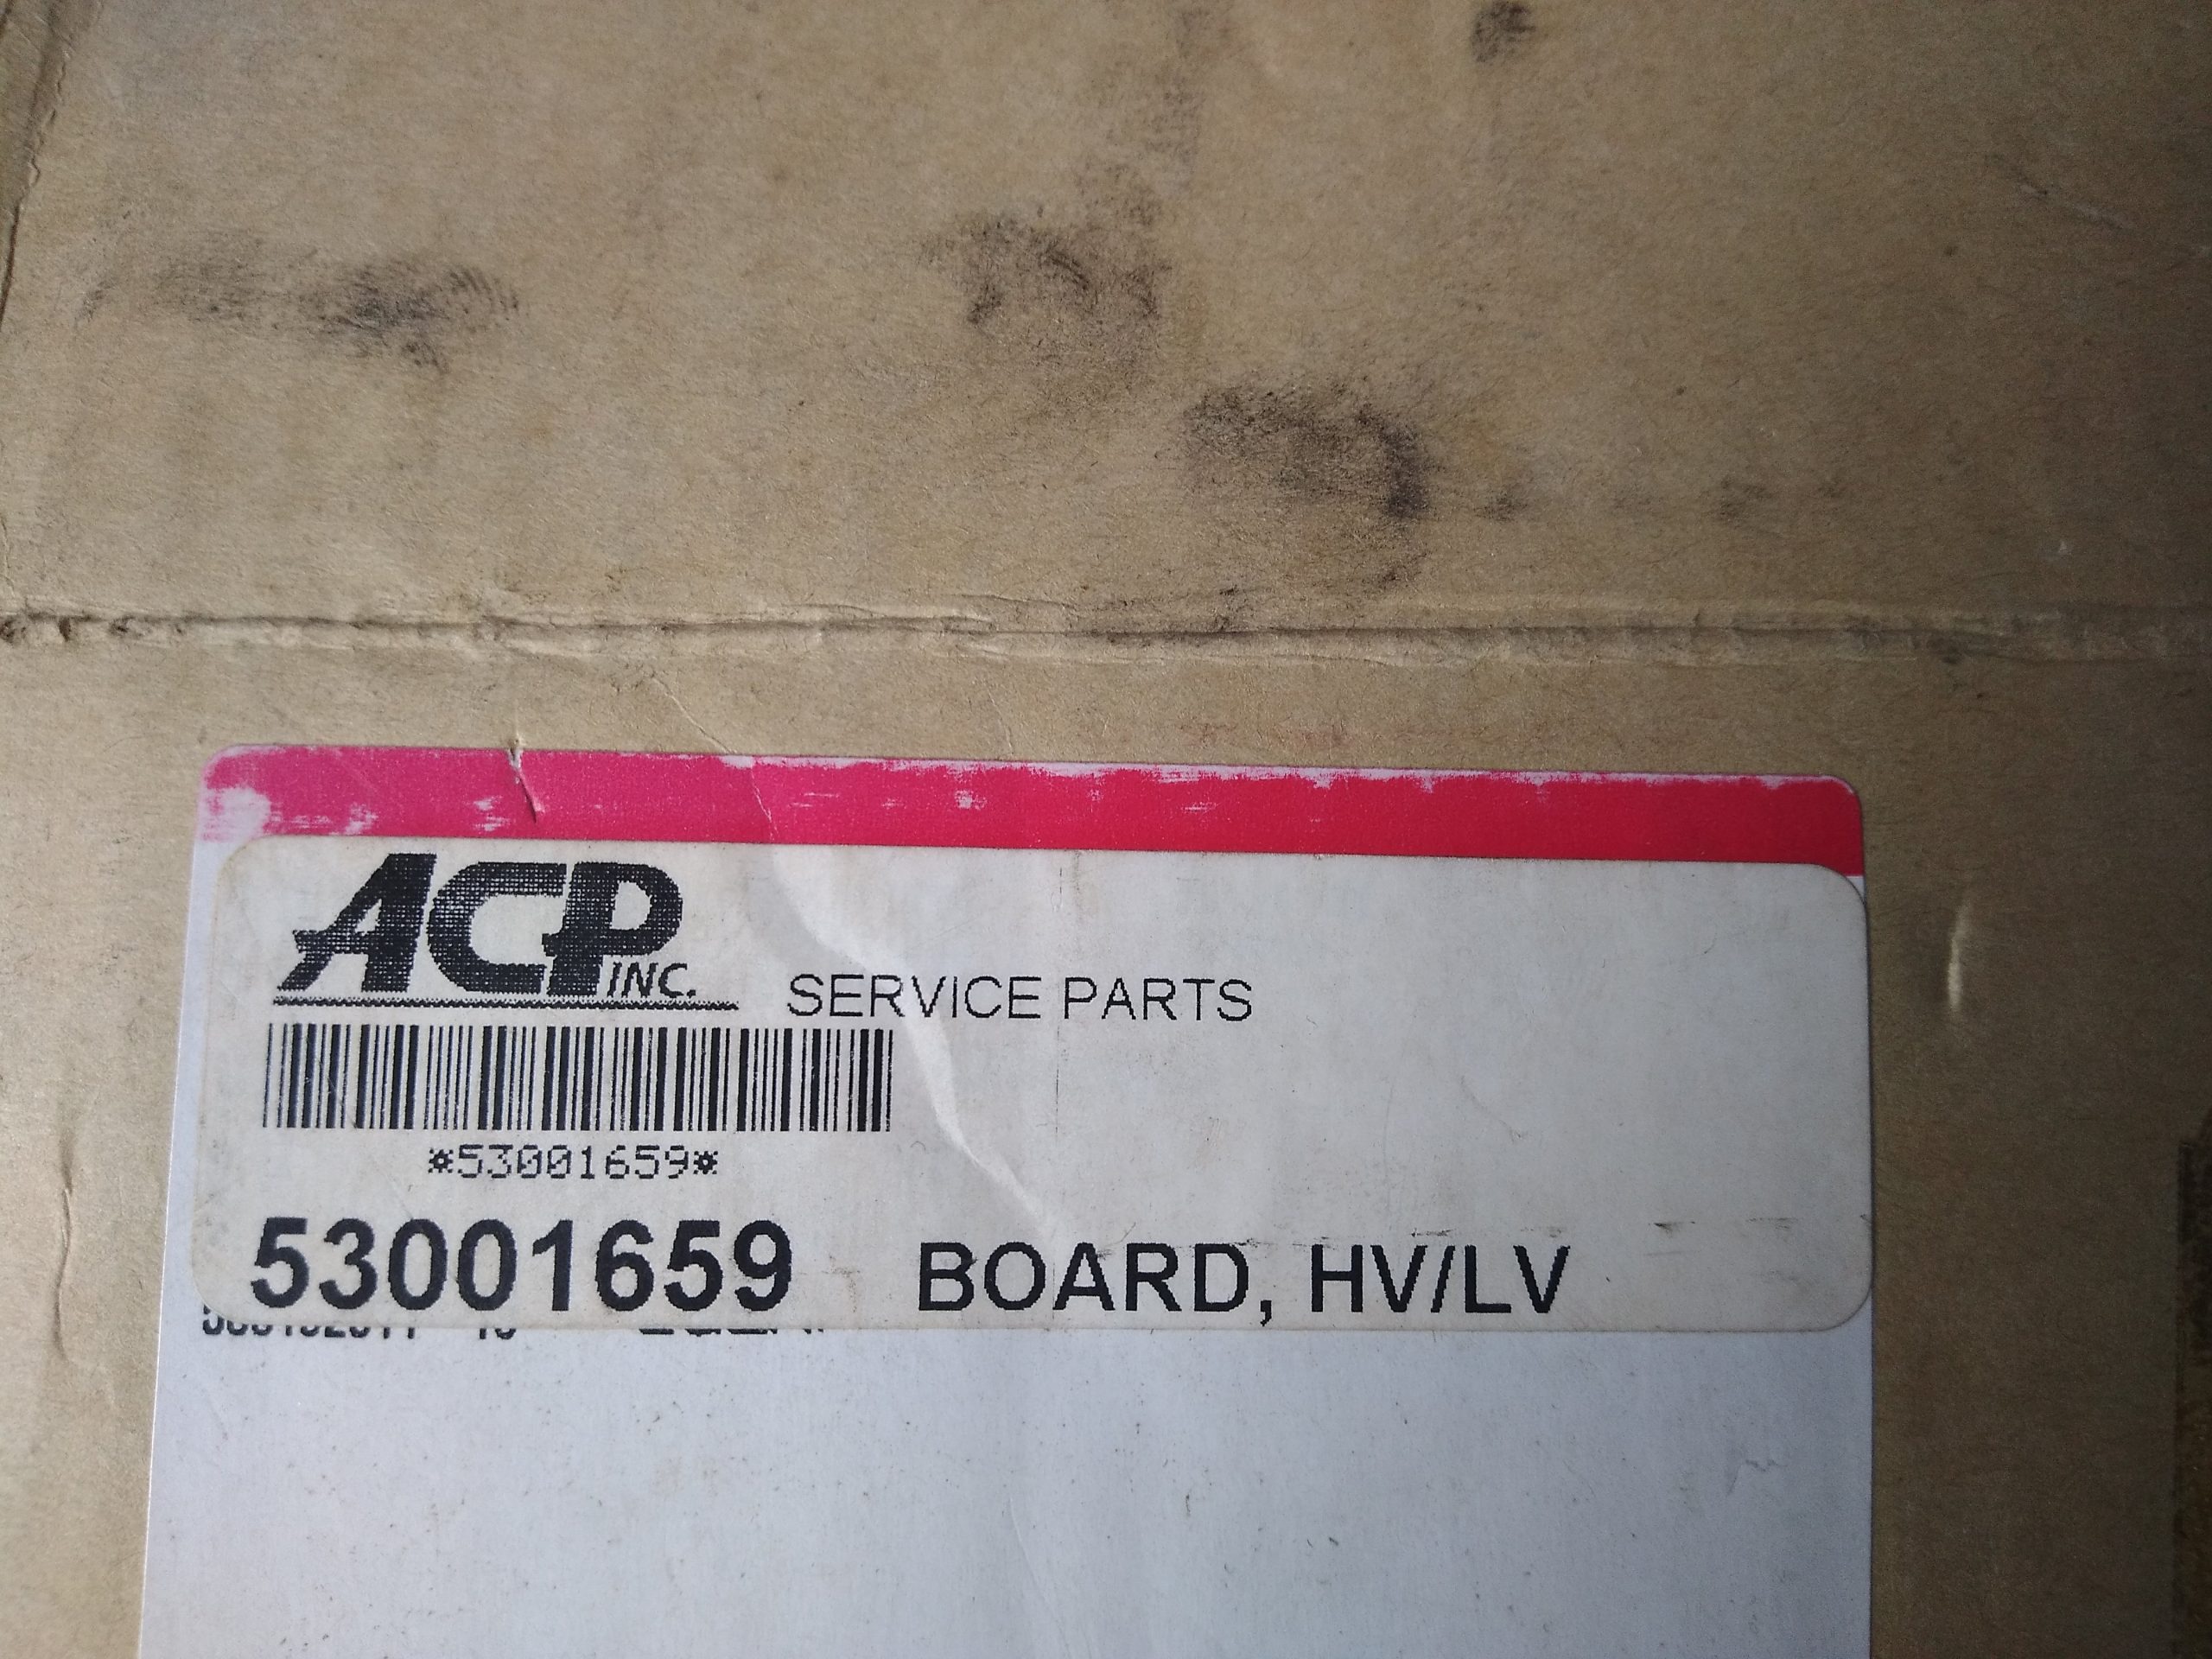 ACP INC. SERVICE PARTS
*53001659*
53001659 BOARD, HV/LV